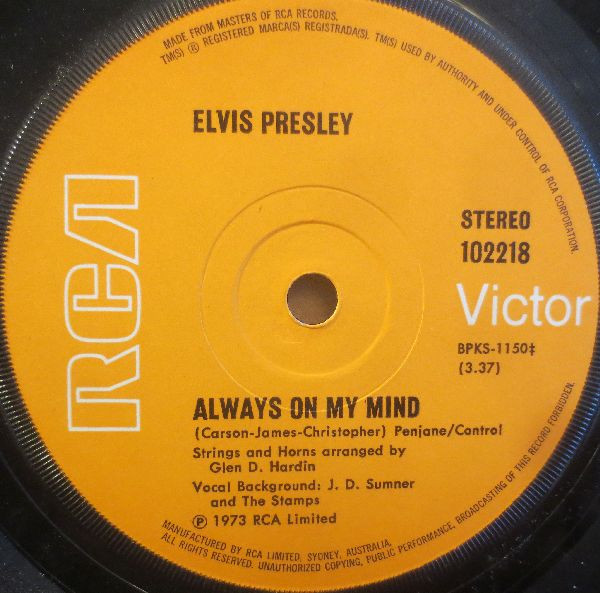 MADE FROM MASTERS OF RCA RECORDS.
TM(S) ® REGISTERED MARCA(S) REGISTRADA(S). TM(S) USED BY AUTHORITY AND UNDER CONTROL OF RCA CORPORATION.
ELVIS PRESLEY
RCA
STEREO
102218
Victor
BPKS-1150‡
(3.37)
ALWAYS ON MY MIND
(Carson-James-Christopher) Penjane/Control
Strings and Horns arranged by
Glen D. Hardin
Vocal Background: J. D. Sumner
and The Stamps
℗ 1973 RCA Limited
MANUFACTURED BY RCA LIMITED, SYDNEY, AUSTRALIA.
ALL RIGHTS RESERVED. UNAUTHORIZED COPYING, PUBLIC PERFORMANCE, BROADCASTING OF THIS RECORD FORBIDDEN.